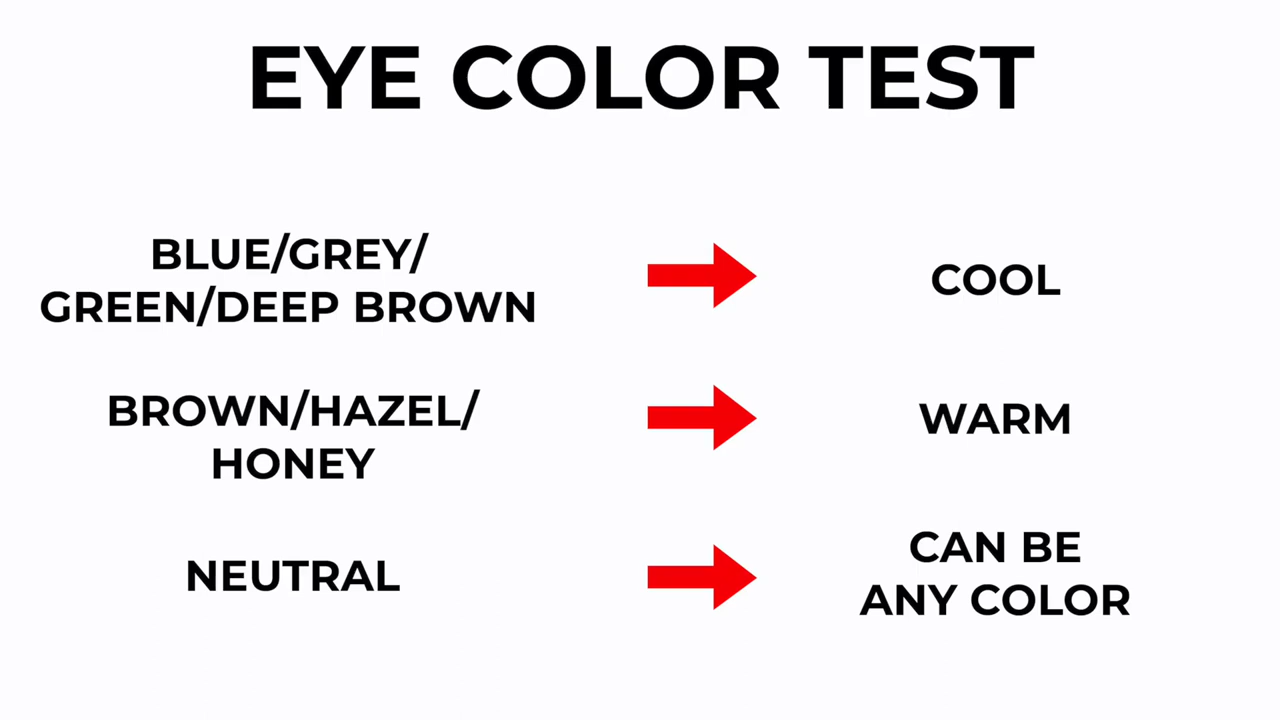 EYE COLOR TEST
BLUE/GREY/
GREEN/DEEP BROWN
COOL
BROWN/HAZEL/
HONEY
WARM
NEUTRAL
CAN BE
ANY COLOR